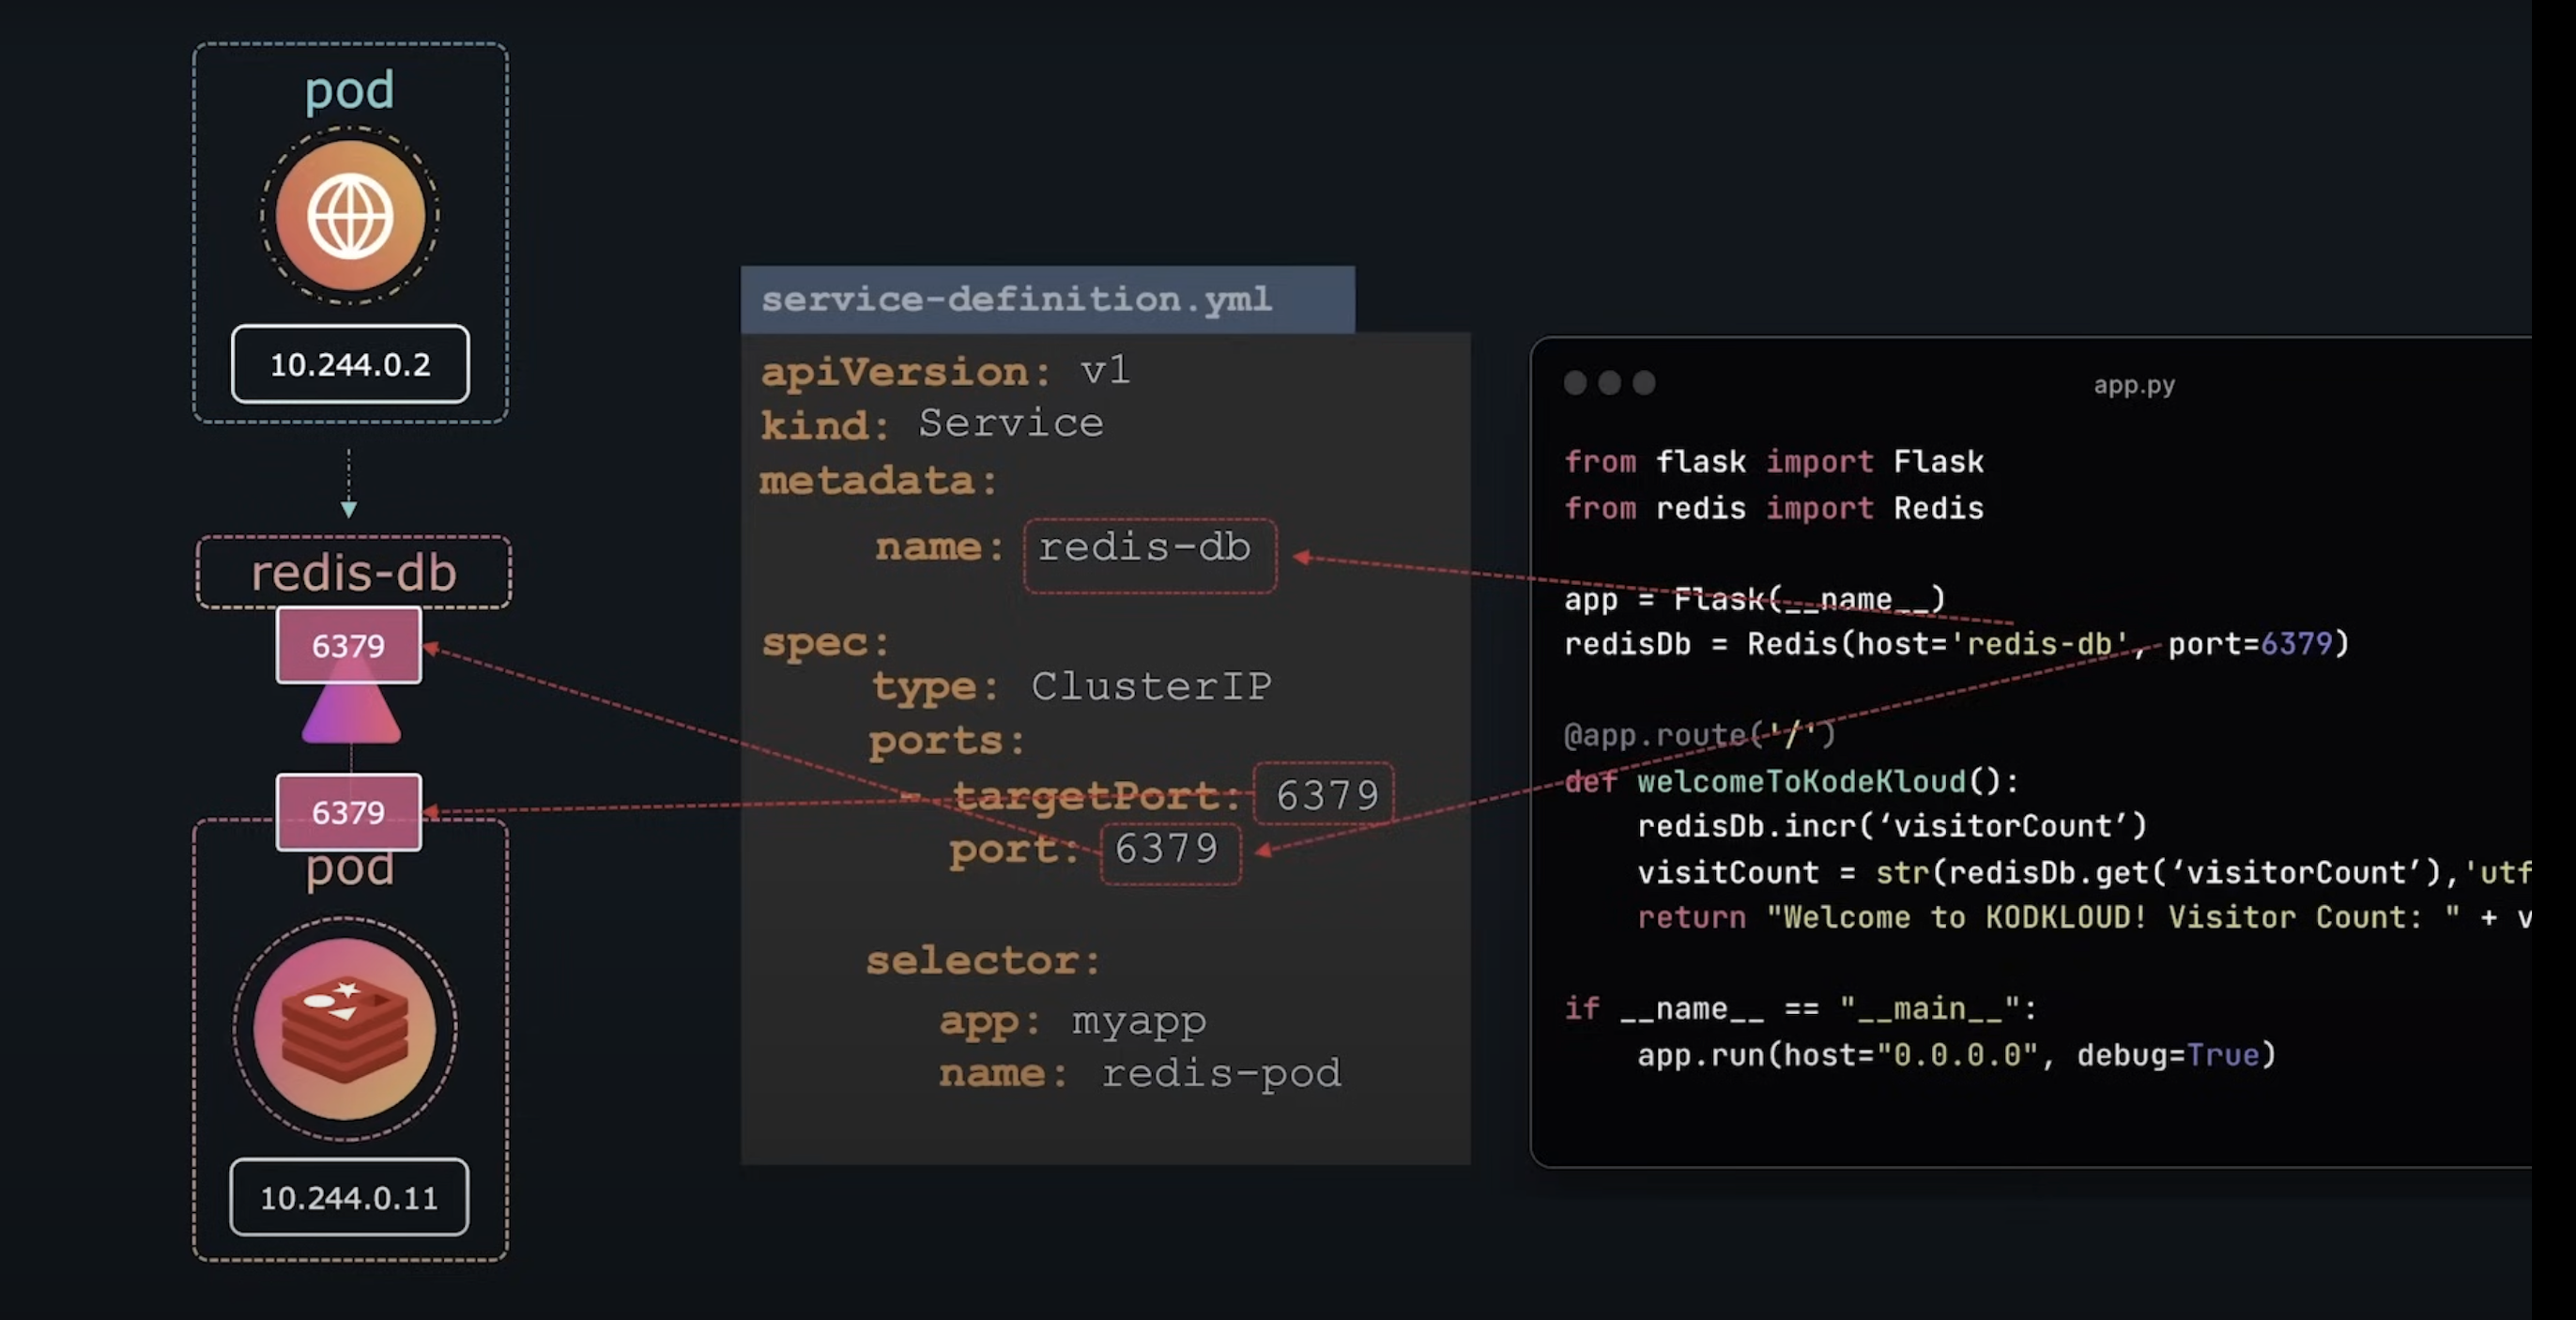 pod
10.244.0.2
redis-db
6379
6379
pod
10.244.0.11
service-definition.yml
apiVersion: v1
kind: Service
metadata:
name: redis-db
spec:
type: ClusterIP
ports:
- targetPort: 6379
port: 6379
selector:
app: myapp
name: redis-pod
app.py
from flask import Flask
from redis import Redis
app = Flask(__name__)
redisDb = Redis(host='redis-db', port=6379)
@app.route('/')
def welcomeToKodeKloud():
redisDb.incr(‘visitorCount’)
visitCount = str(redisDb.get(‘visitorCount’),'utf
return "Welcome to KODKLOUD! Visitor Count: " + v
if __name__ == "__main__":
app.run(host="0.0.0.0", debug=True)